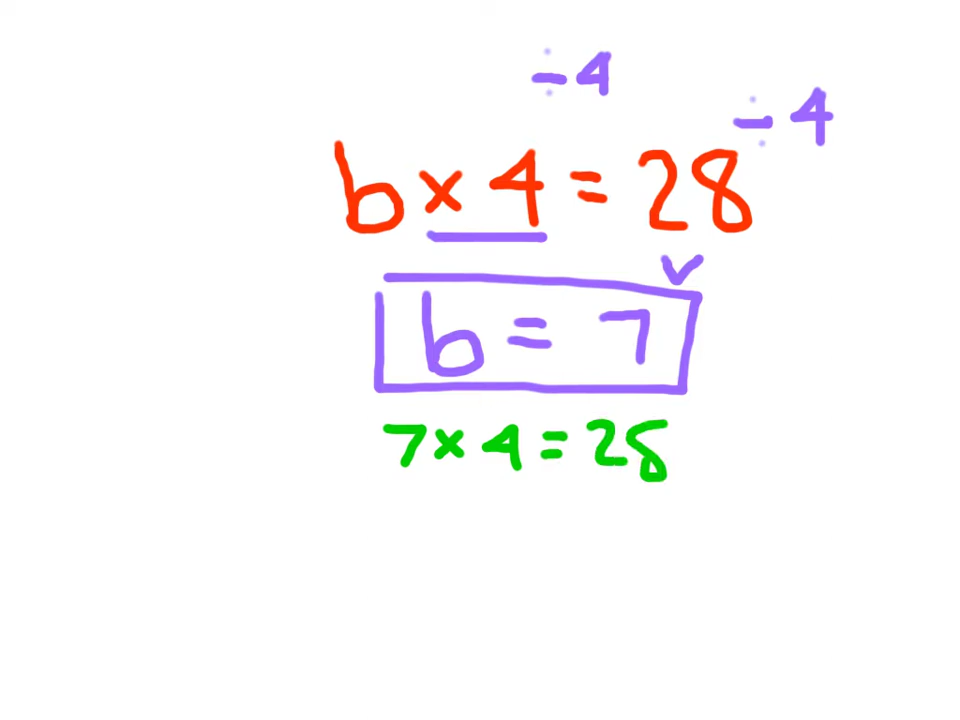 ÷ 4
÷ 4
b × 4 = 28
b = 7
7 × 4 = 28